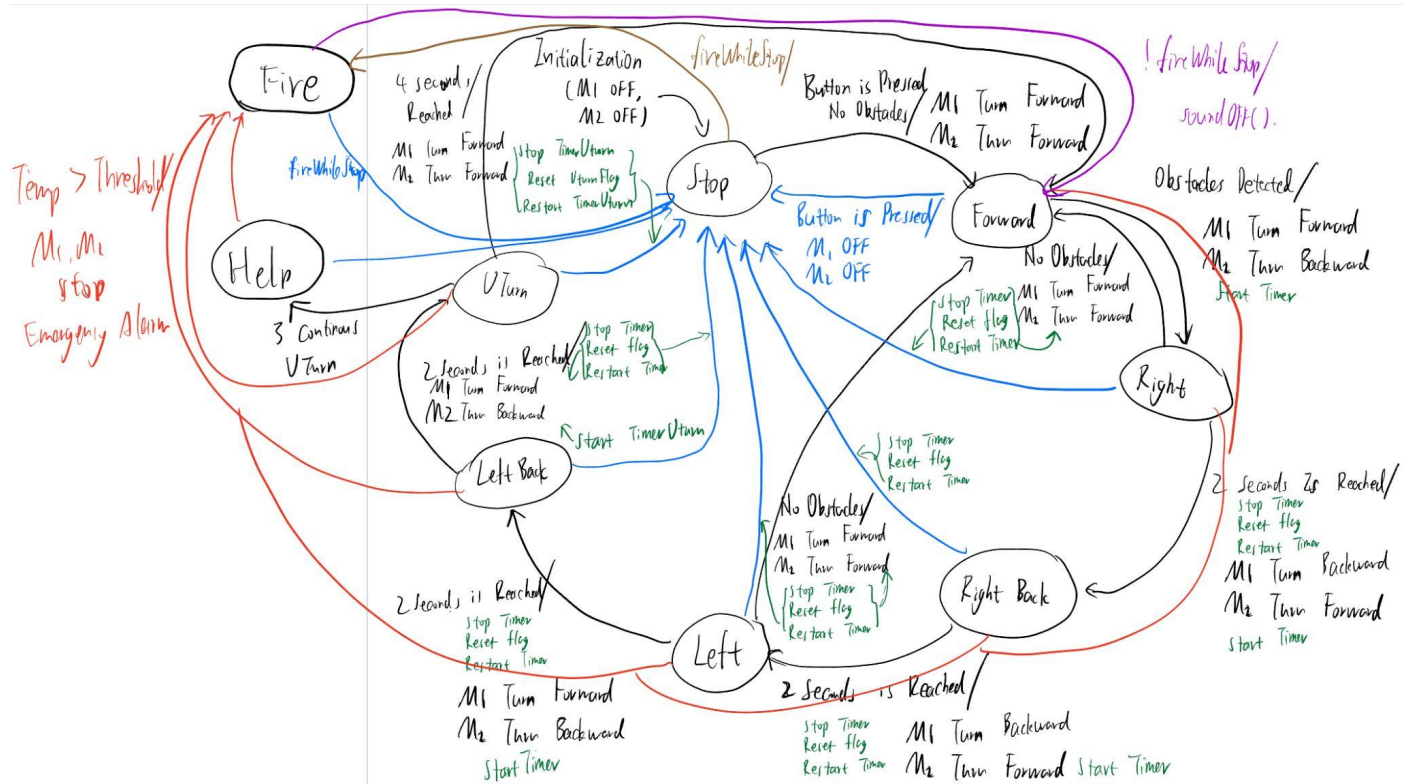 Fire
4 seconds/
Reached
M1 Turn Forward
M2 Turn Forward
Initialization
(M1 OFF,
M2 OFF)
fireWhileStop/
Button is Pressed/
No Obstacles
M1 Turn Forward
M2 Turn Forward
! fireWhileStop/
soundOFF().
Temp > Threshold/
M1, M2
stop
Emergency Alarm
fireWhileStop
Stop TimerUturn
Reset UturnFlag
Restart TimerUturn
Stop
Button is Pressed/
M1 OFF
M2 OFF
Forward
Obstacles Detected/
M1 Turn Forward
M2 Turn Backward
Start Timer
No Obstacles/
M1 Turn Forward
M2 Turn Forward
Stop Timer
Reset flag
Restart Timer
Help
UTurn
3 Continous
UTurn
2 Seconds is Reached/
M1 Turn Forward
M2 Turn Backward
Stop Timer
Reset flag
Restart Timer
Start TimerUturn
Right
Left Back
Stop Timer
Reset flag
Restart Timer
2 seconds Is Reached/
Stop Timer
Reset flag
Restart Timer
M1 Turn Backward
M2 Turn Forward
Start Timer
No Obstacles/
M1 Turn Forward
M2 Turn Forward
Stop Timer
Reset flag
Restart Timer
Right Back
2 Seconds is Reached/
Stop Timer
Reset flag
Restart Timer
M1 Turn Forward
M2 Turn Backward
Start Timer
Left
2 Seconds is Reached/
Stop Timer
Reset flag
Restart Timer
M1 Turn Backward
M2 Turn Forward Start Timer